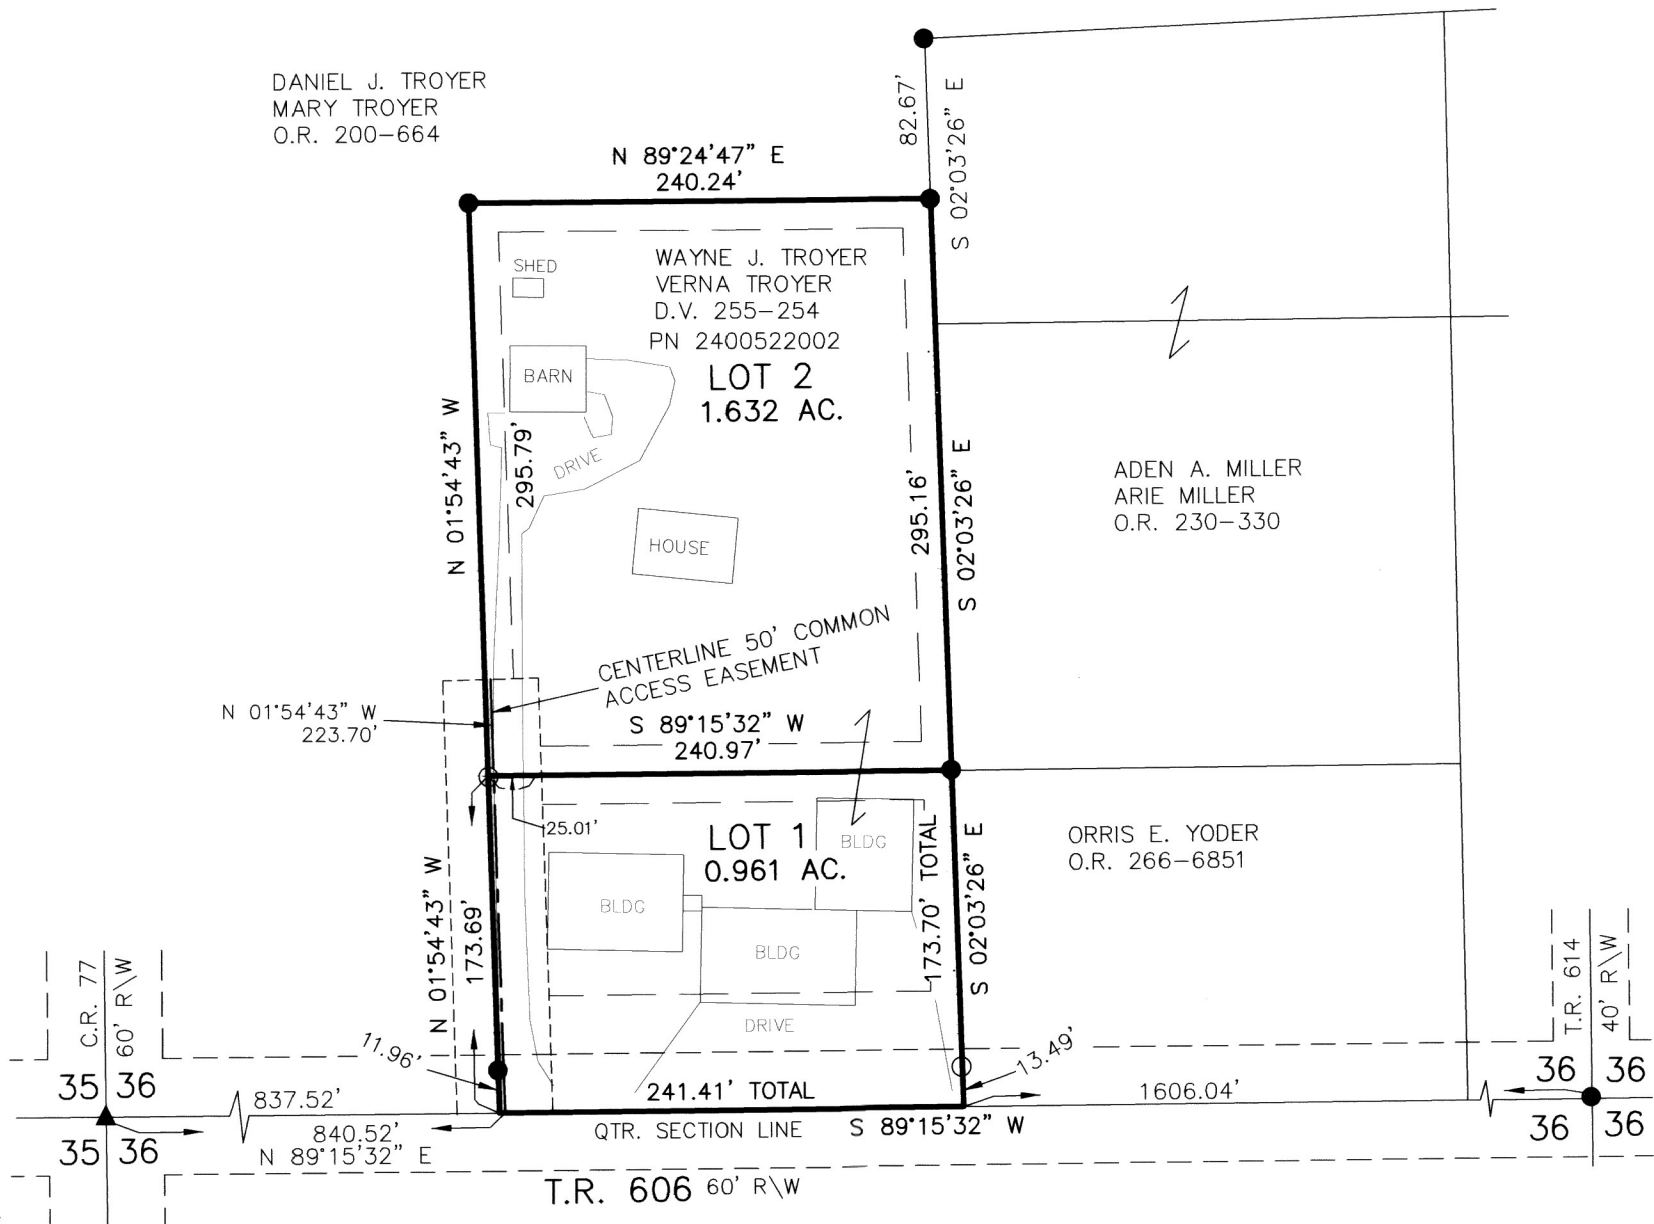 DANIEL J. TROYER
MARY TROYER
O.R. 200-664
82.67'
S 02°03'26" E
N 89°24'47" E
240.24'
SHED
WAYNE J. TROYER
VERNA TROYER
D.V. 255-254
PN 2400522002
LOT 2
1.632 AC.
BARN
DRIVE
N 01°54'43" W
295.79'
HOUSE
295.16'
S 02°03'26" E
ADEN A. MILLER
ARIE MILLER
O.R. 230-330
CENTERLINE 50' COMMON
ACCESS EASEMENT
N 01°54'43" W
223.70'
S 89°15'32" W
240.97'
25.01'
LOT 1
0.961 AC.
BLDG
BLDG
BLDG
DRIVE
N 01°54'43" W
173.69'
173.70' TOTAL
S 02°03'26" E
ORRIS E. YODER
O.R. 266-6851
C.R. 77
60' R\W
T.R. 614
40' R\W
11.96'
13.49'
35 36
36 36
837.52'
241.41' TOTAL
1606.04'
840.52'
N 89°15'32" E
QTR. SECTION LINE
S 89°15'32" W
35 36
36 36
T.R. 606 60' R\W